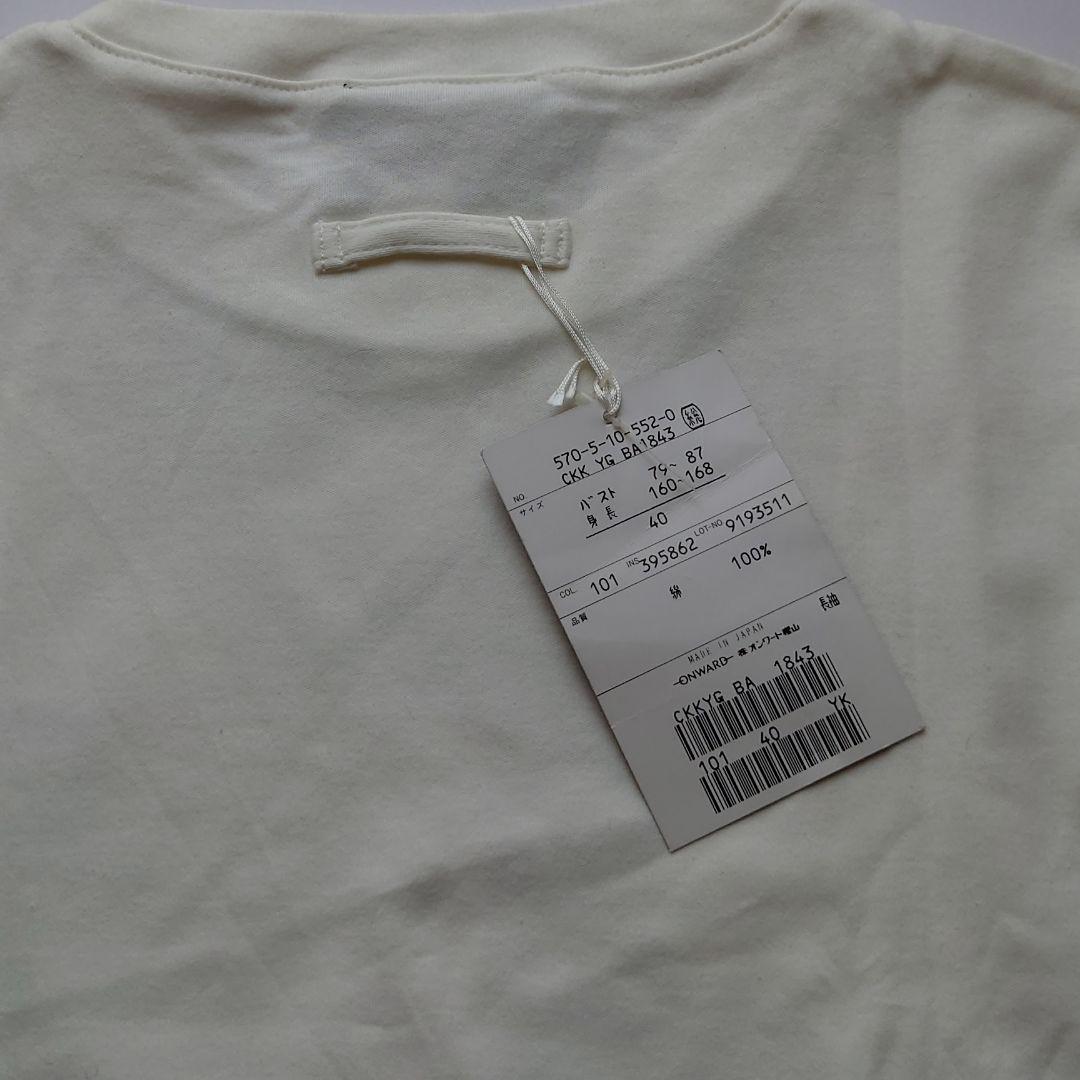 570-5-10-552-0
NO. CKK YG BA1843
サイズ バスト 79~ 87
身長 160~168
40
COL. 101 INS 395862 LOT-NO 9193511
品質 綿 100%
長袖
MADE IN JAPAN
ONWARD 株 オンワード樫山
CKKYG BA 1843
101 40 YK